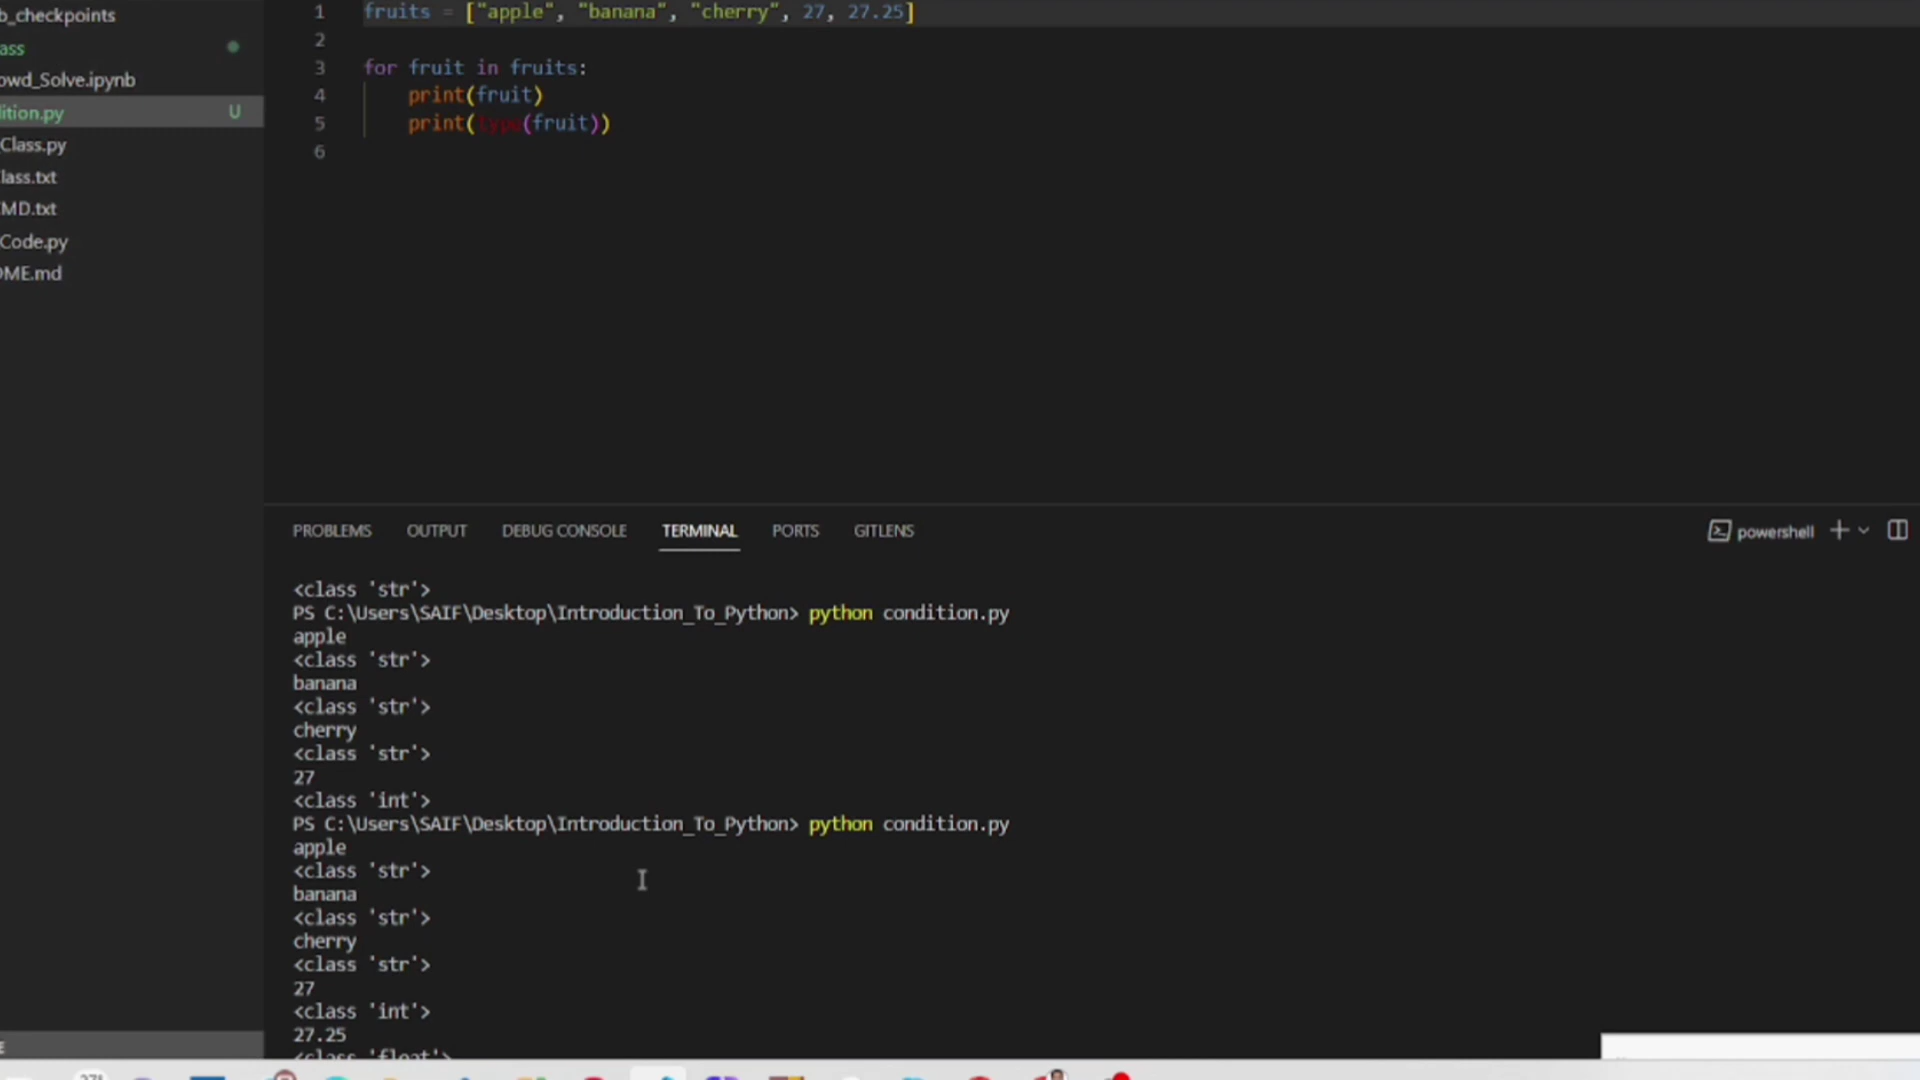 b_checkpoints
ass
owd_Solve.ipynb
ition.py U
Class.py
lass.txt
MD.txt
Code.py
OME.md
1 fruits = ["apple", "banana", "cherry", 27, 27.25]
2
3 for fruit in fruits:
4 print(fruit)
5 print(type(fruit))
6
PROBLEMS OUTPUT DEBUG CONSOLE TERMINAL PORTS GITLENS
powershell
<class 'str'>
PS C:\Users\SAIF\Desktop\Introduction_To_Python> python condition.py
apple
<class 'str'>
banana
<class 'str'>
cherry
<class 'str'>
27
<class 'int'>
PS C:\Users\SAIF\Desktop\Introduction_To_Python> python condition.py
apple
<class 'str'>
banana
<class 'str'>
cherry
<class 'str'>
27
<class 'int'>
27.25
<class 'float'>